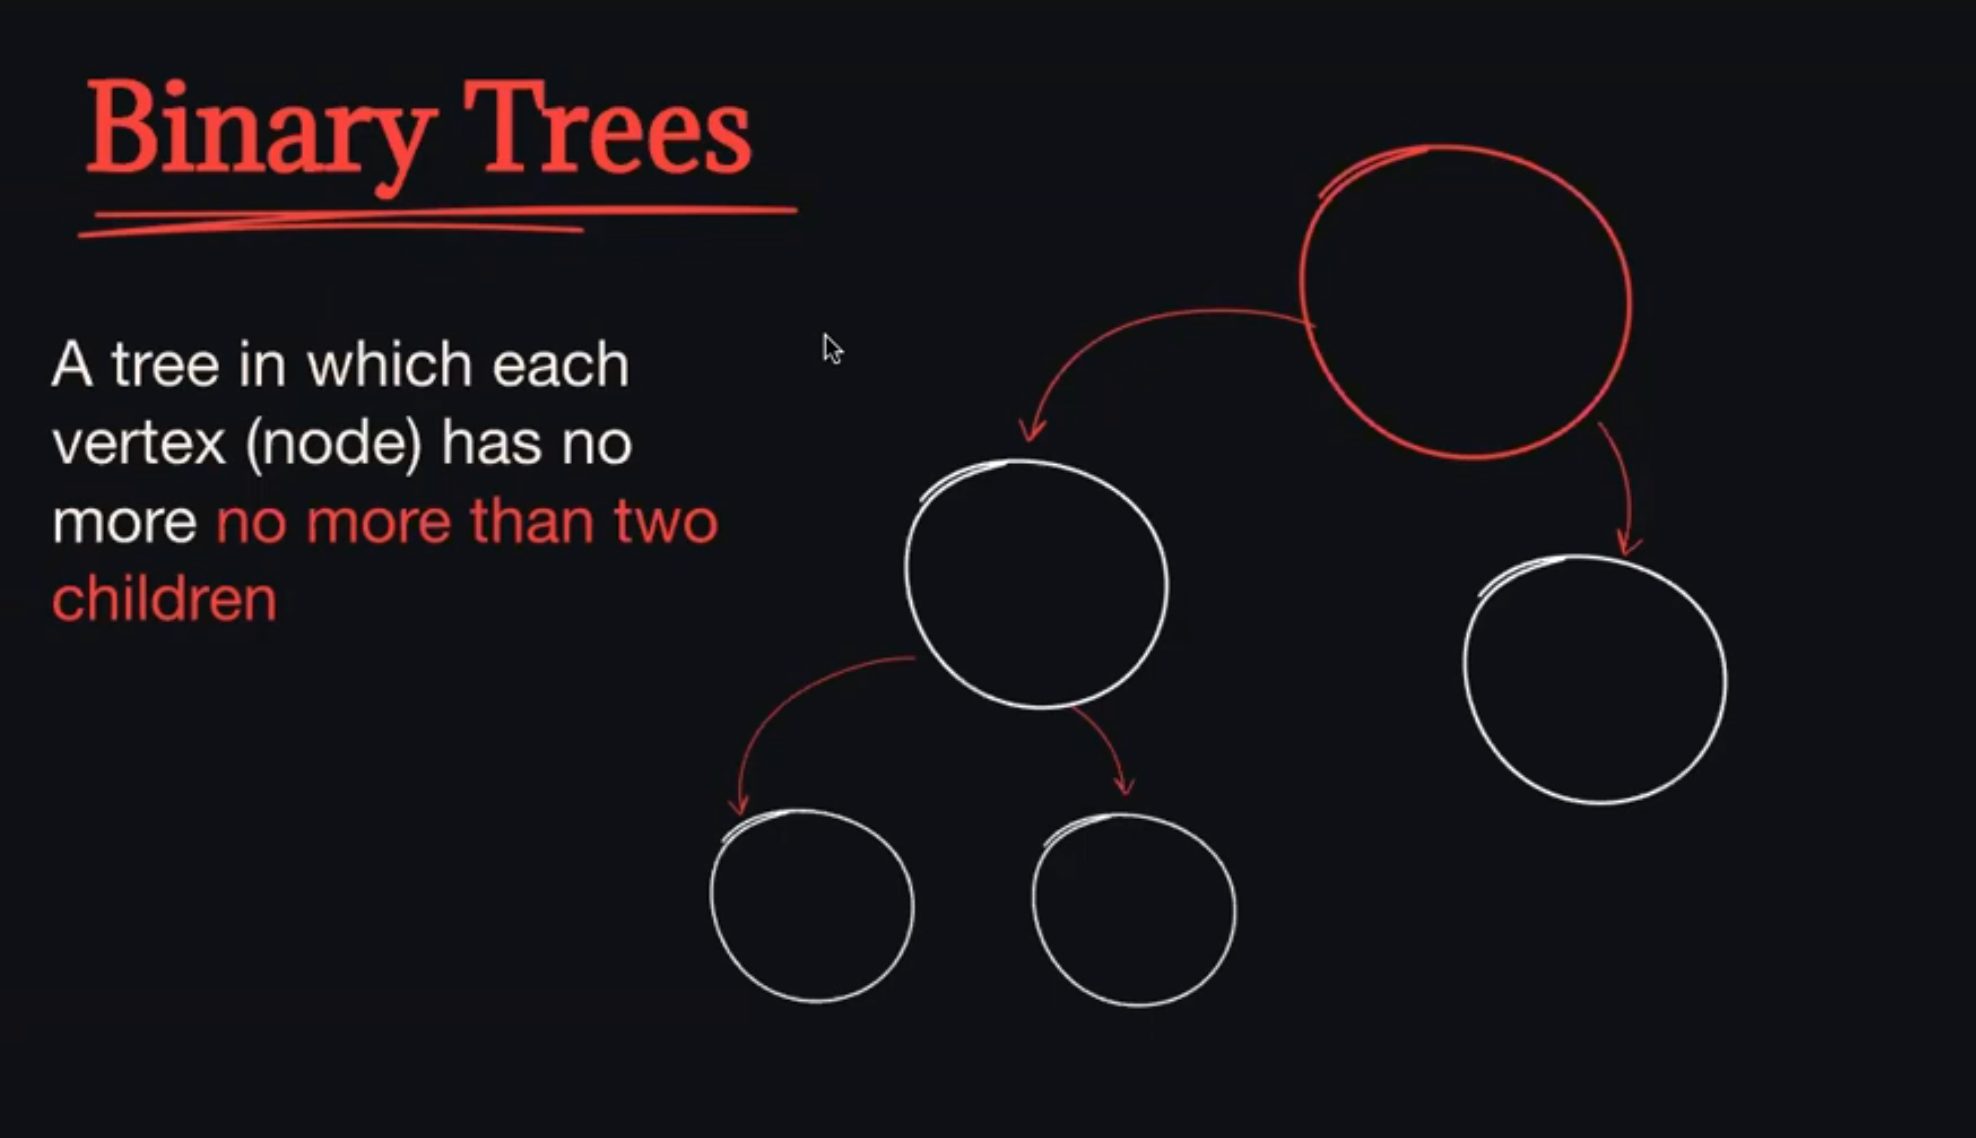 Binary Trees
A tree in which each
vertex (node) has no
more no more than two
children